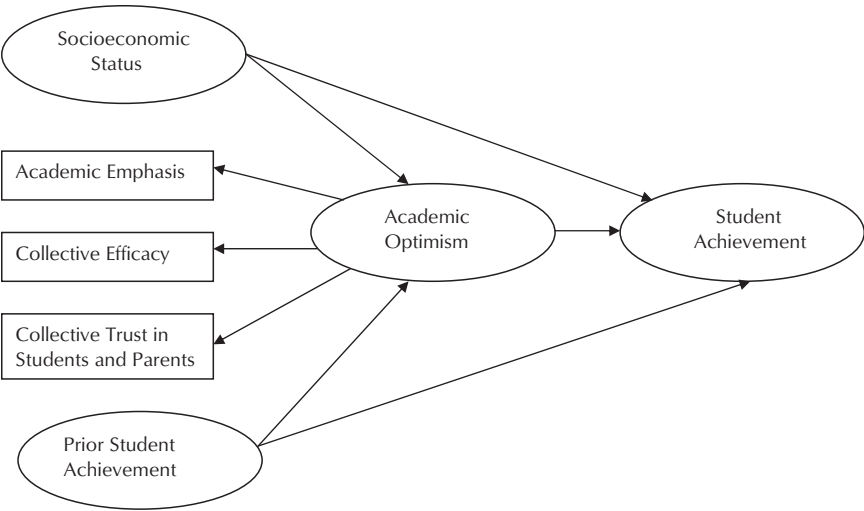 Socioeconomic
Status
Academic Emphasis
Collective Efficacy
Collective Trust in
Students and Parents
Prior Student
Achievement
Academic
Optimism
Student
Achievement